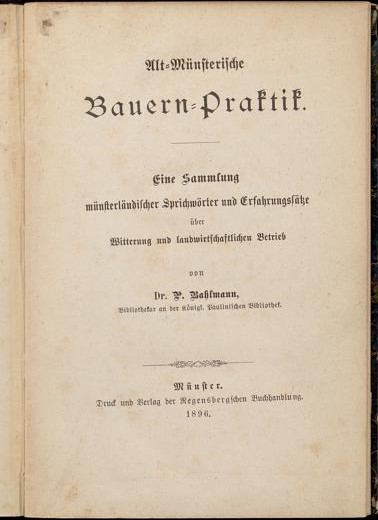 Alt-Münsterische
Bauern-Praktik.
Eine Sammlung
münsterländischer Sprichwörter und Erfahrungssätze
über
Witterung und landwirtschaftlichen Betrieb
von
Dr. P. Bahlmann,
Bibliothekar an der Königl. Paulinischen Bibliothek.
Münster.
Druck und Verlag der Regensbergschen Buchhandlung.
1896.